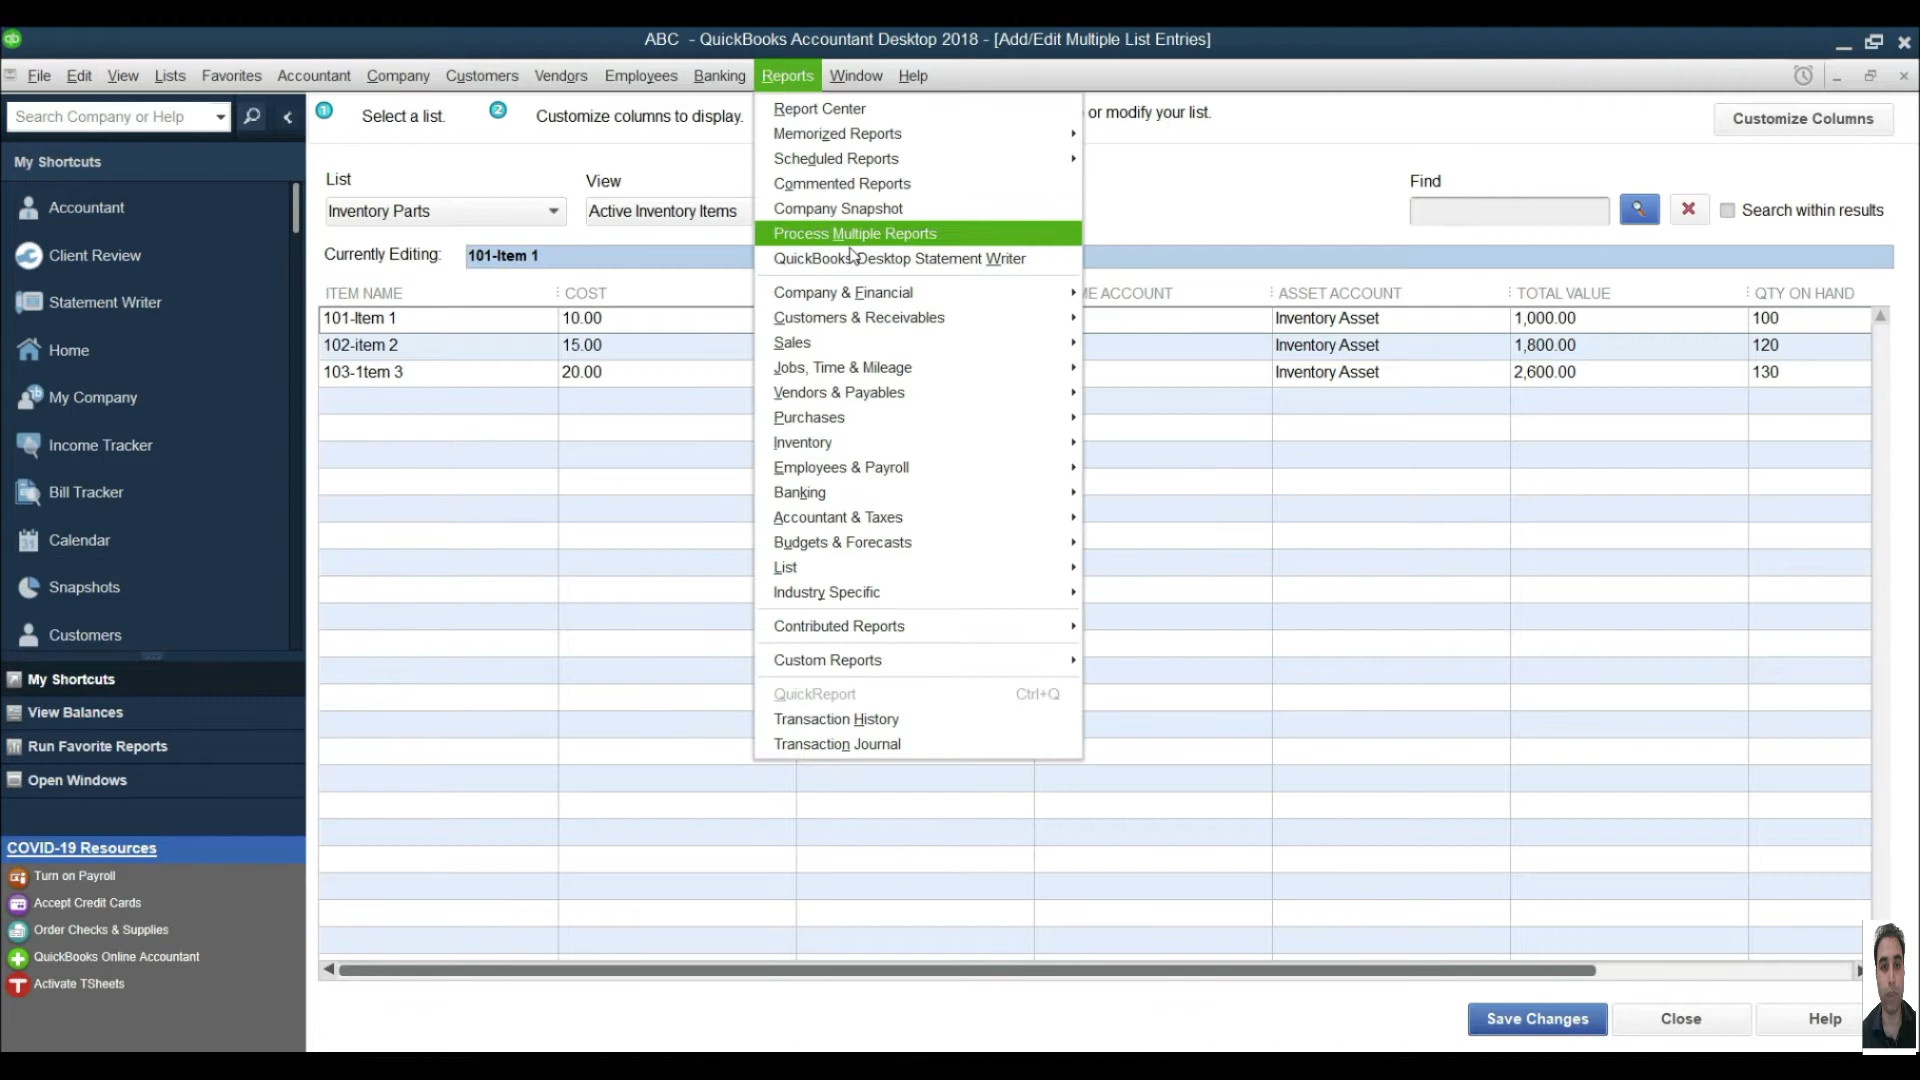 ABC - QuickBooks Accountant Desktop 2018 - [Add/Edit Multiple List Entries]
File Edit View Lists Favorites Accountant Company Customers Vendors Employees Banking Reports Window Help
Search Company or Help
1 Select a list.
2 Customize columns to display.
or modify your list.
Customize Columns
My Shortcuts
Accountant
Client Review
Statement Writer
Home
My Company
Income Tracker
Bill Tracker
Calendar
Snapshots
Customers
My Shortcuts
View Balances
Run Favorite Reports
Open Windows
COVID-19 Resources
Turn on Payroll
Accept Credit Cards
Order Checks & Supplies
QuickBooks Online Accountant
Activate TSheets
List
View
Find
Inventory Parts
Active Inventory Items
Search within results
Currently Editing: 101-Item 1
ITEM NAME COST ME ACCOUNT ASSET ACCOUNT TOTAL VALUE QTY ON HAND
101-Item 1 10.00 Inventory Asset 1,000.00 100
102-item 2 15.00 Inventory Asset 1,800.00 120
103-1tem 3 20.00 Inventory Asset 2,600.00 130
Report Center
Memorized Reports
Scheduled Reports
Commented Reports
Company Snapshot
Process Multiple Reports
QuickBooks Desktop Statement Writer
Company & Financial
Customers & Receivables
Sales
Jobs, Time & Mileage
Vendors & Payables
Purchases
Inventory
Employees & Payroll
Banking
Accountant & Taxes
Budgets & Forecasts
List
Industry Specific
Contributed Reports
Custom Reports
QuickReport Ctrl+Q
Transaction History
Transaction Journal
Save Changes
Close
Help